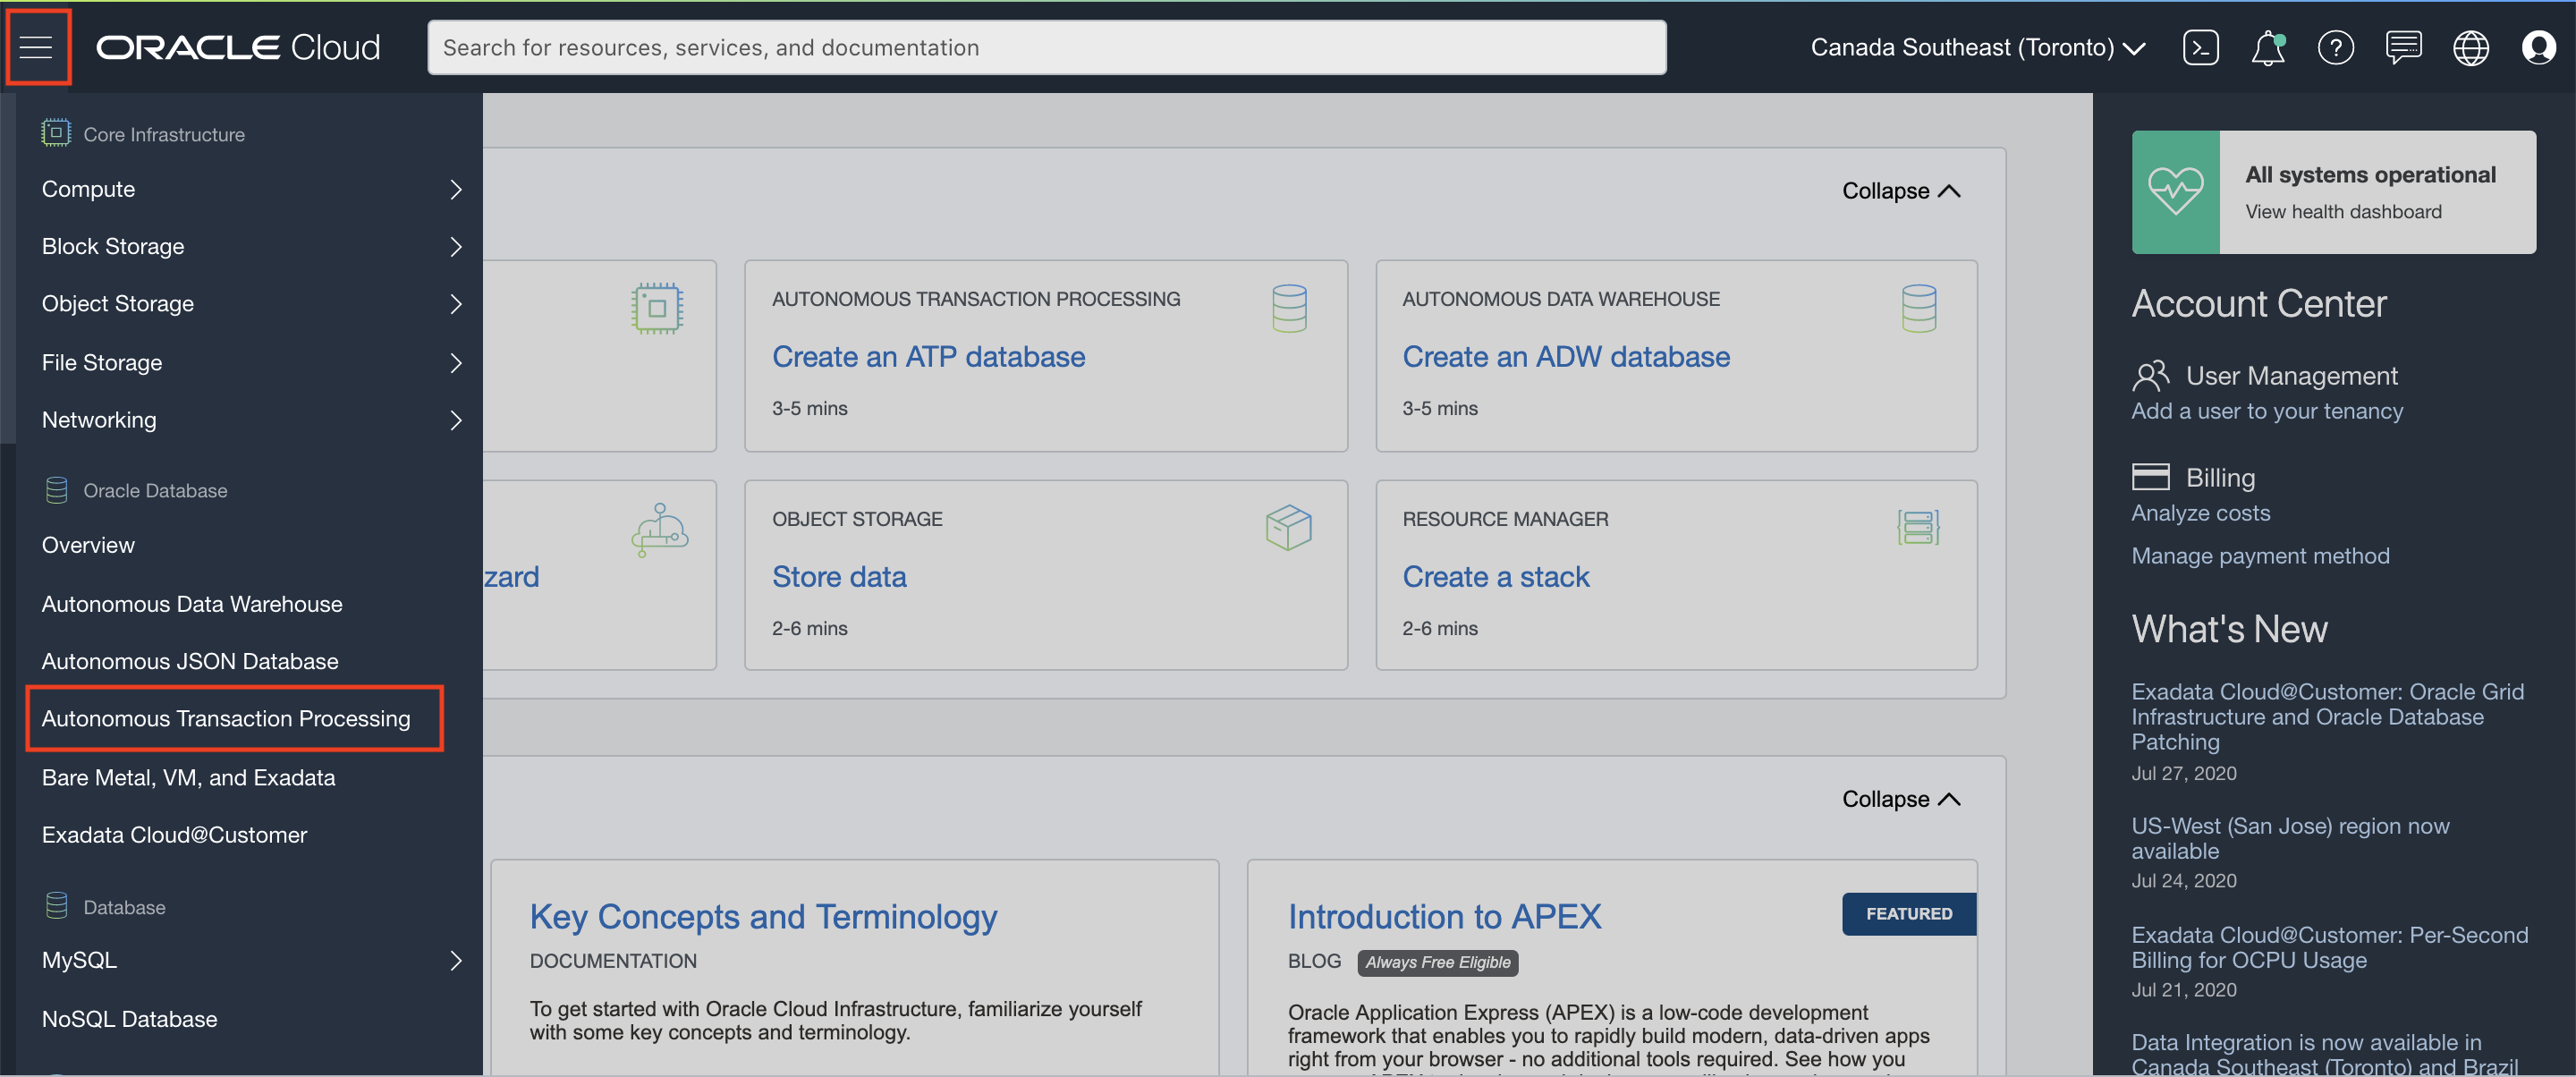 ORACLE Cloud
Search for resources, services, and documentation
Canada Southeast (Toronto)
Core Infrastructure
Compute
Block Storage
Object Storage
File Storage
Networking
Oracle Database
Overview
Autonomous Data Warehouse
Autonomous JSON Database
Autonomous Transaction Processing
Bare Metal, VM, and Exadata
Exadata Cloud@Customer
Database
MySQL
NoSQL Database
Collapse
AUTONOMOUS TRANSACTION PROCESSING
Create an ATP database
3-5 mins
AUTONOMOUS DATA WAREHOUSE
Create an ADW database
3-5 mins
zard
OBJECT STORAGE
Store data
2-6 mins
RESOURCE MANAGER
Create a stack
2-6 mins
Collapse
Key Concepts and Terminology
DOCUMENTATION
To get started with Oracle Cloud Infrastructure, familiarize yourself
with some key concepts and terminology.
Introduction to APEX
FEATURED
BLOG Always Free Eligible
Oracle Application Express (APEX) is a low-code development
framework that enables you to rapidly build modern, data-driven apps
right from your browser - no additional tools required. See how you
All systems operational
View health dashboard
Account Center
User Management
Add a user to your tenancy
Billing
Analyze costs
Manage payment method
What's New
Exadata Cloud@Customer: Oracle Grid
Infrastructure and Oracle Database
Patching
Jul 27, 2020
US-West (San Jose) region now
available
Jul 24, 2020
Exadata Cloud@Customer: Per-Second
Billing for OCPU Usage
Jul 21, 2020
Data Integration is now available in
Canada Southeast (Toronto) and Brazil